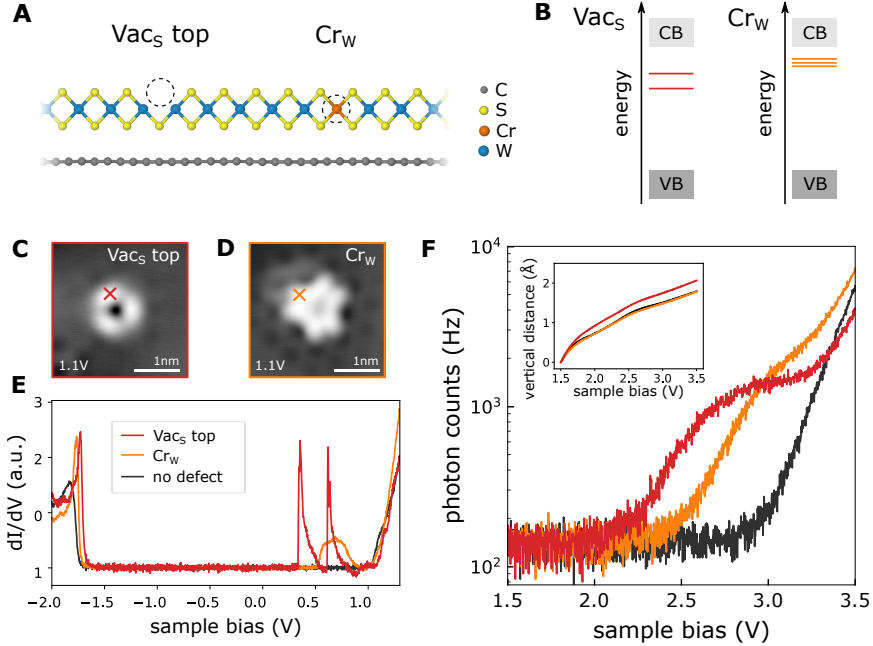 A
Vac_S top
Cr_W
C
S
Cr
W
B
Vac_S
energy
CB
VB
Cr_W
energy
CB
VB
C
Vac_S top
1.1V
1nm
D
Cr_W
1.1V
1nm
E
dI/dV (a.u.)
3
2
0
1
Vac_S top
Cr_W
no defect
−2.0 −1.5 −1.0 −0.5 0.0 0.5 1.0
sample bias (V)
F
photon counts (Hz)
10^4
10^3
10^2
vertical distance (Å)
2
1
0
1.5 2.0 2.5 3.0 3.5
sample bias (V)
1.5 2.0 2.5 3.0 3.5
sample bias (V)